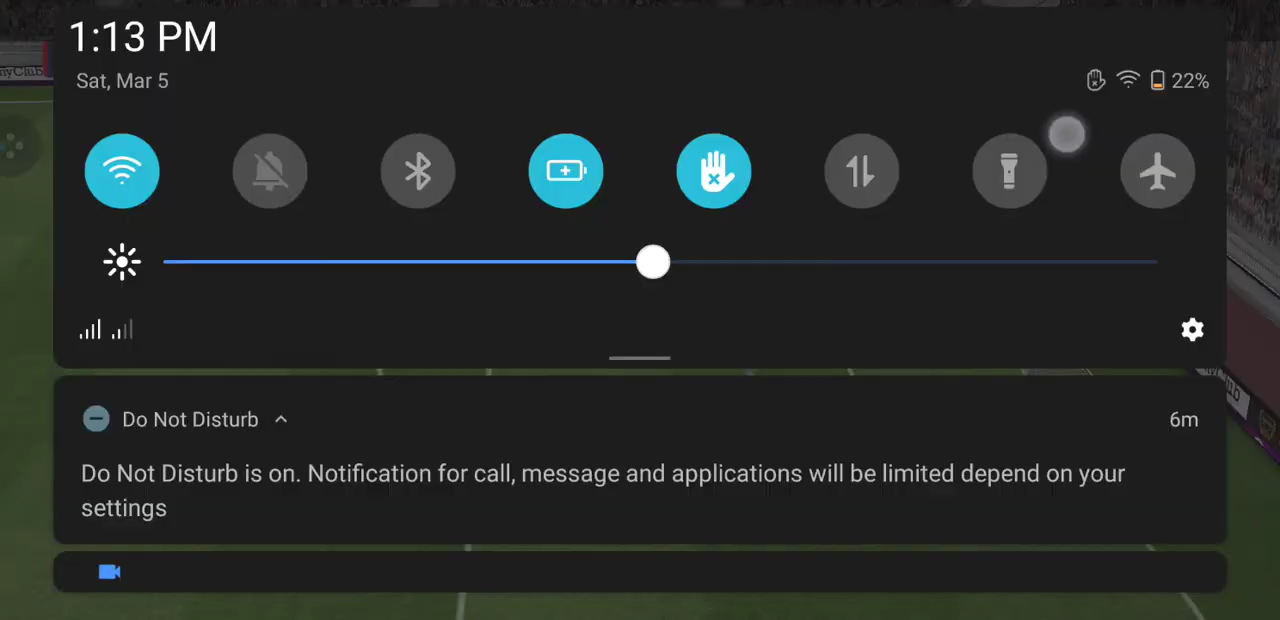 1:13 PM
Sat, Mar 5
22%
Do Not Disturb
6m
Do Not Disturb is on. Notification for call, message and applications will be limited depend on your
settings